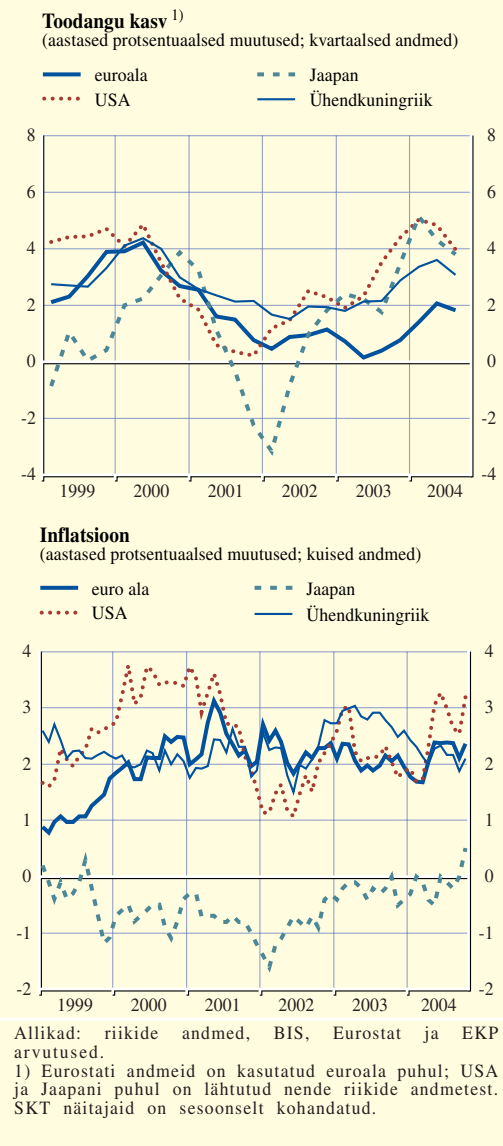 Toodangu kasv 1)
(aastased protsentuaalsed muutused; kvartaalsed andmed)
euroala
Jaapan
USA
Ühendkuningriik
8 8
6 6
4 4
2 2
0 0
-2 -2
-4 -4
1999 2000 2001 2002 2003 2004
Inflatsioon
(aastased protsentuaalsed muutused; kuised andmed)
euro ala
Jaapan
USA
Ühendkuningriik
4 4
3 3
2 2
1 1
0 0
-1 -1
-2 -2
1999 2000 2001 2002 2003 2004
Allikad: riikide andmed, BIS, Eurostat ja EKP
arvutused.
1) Eurostati andmeid on kasutatud euroala puhul; USA
ja Jaapani puhul on lähtutud nende riikide andmetest.
SKT näitajaid on sesoonselt kohandatud.